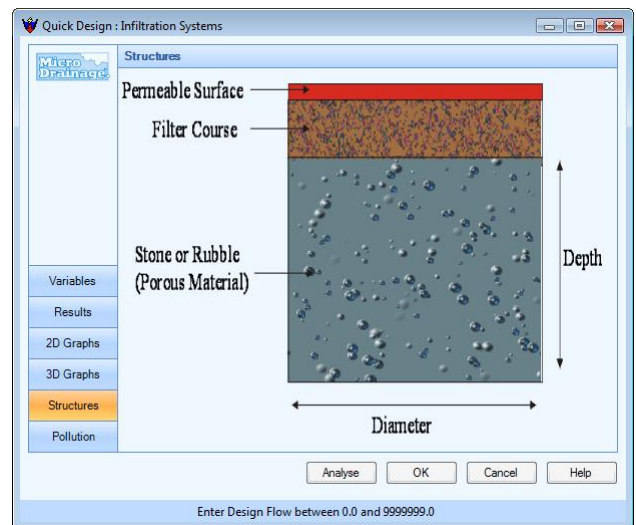 Quick Design : Infiltration Systems
Micro
Drainage
Structures
Permeable Surface
Filter Course
Stone or Rubble
(Porous Material)
Depth
Diameter
Variables
Results
2D Graphs
3D Graphs
Structures
Pollution
Analyse
OK
Cancel
Help
Enter Design Flow between 0.0 and 9999999.0